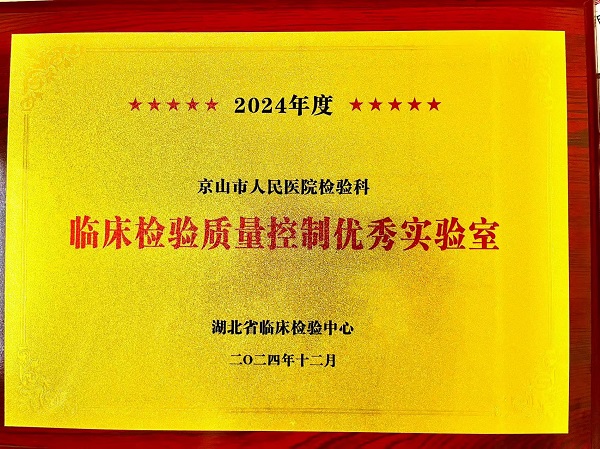 ★★★★★ 2024年度 ★★★★★
京山市人民医院检验科
临床检验质量控制优秀实验室
湖北省临床检验中心
二〇二四年十二月